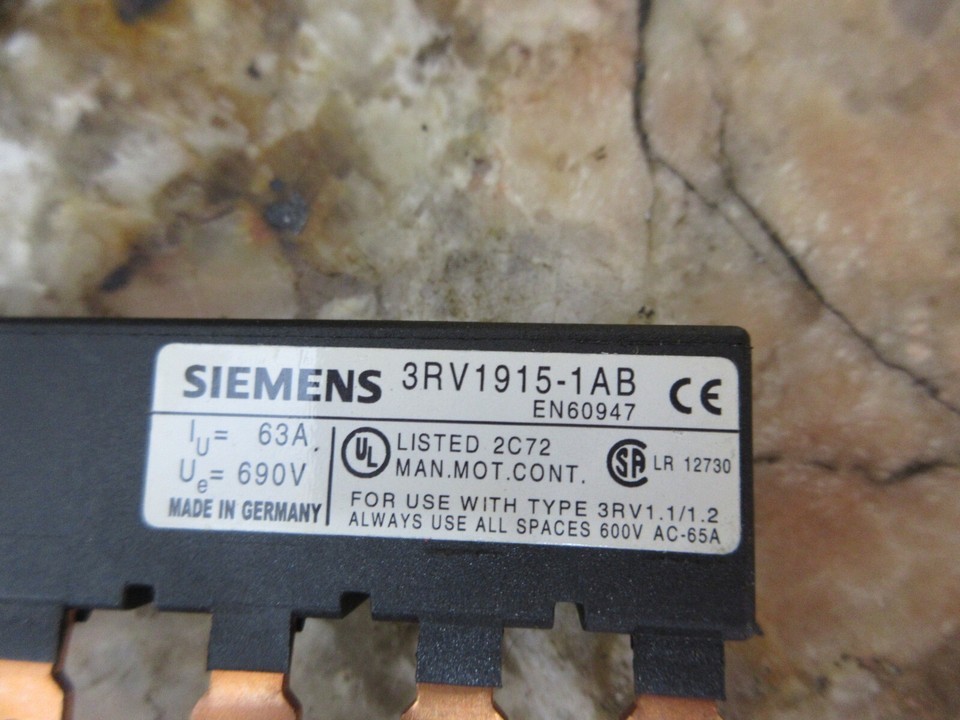 SIEMENS 3RV1915-1AB CE
EN60947
IU= 63A
Ue= 690V
MADE IN GERMANY
UL LISTED 2C72
MAN.MOT.CONT.
SA LR 12730
FOR USE WITH TYPE 3RV1.1/1.2
ALWAYS USE ALL SPACES 600V AC-65A